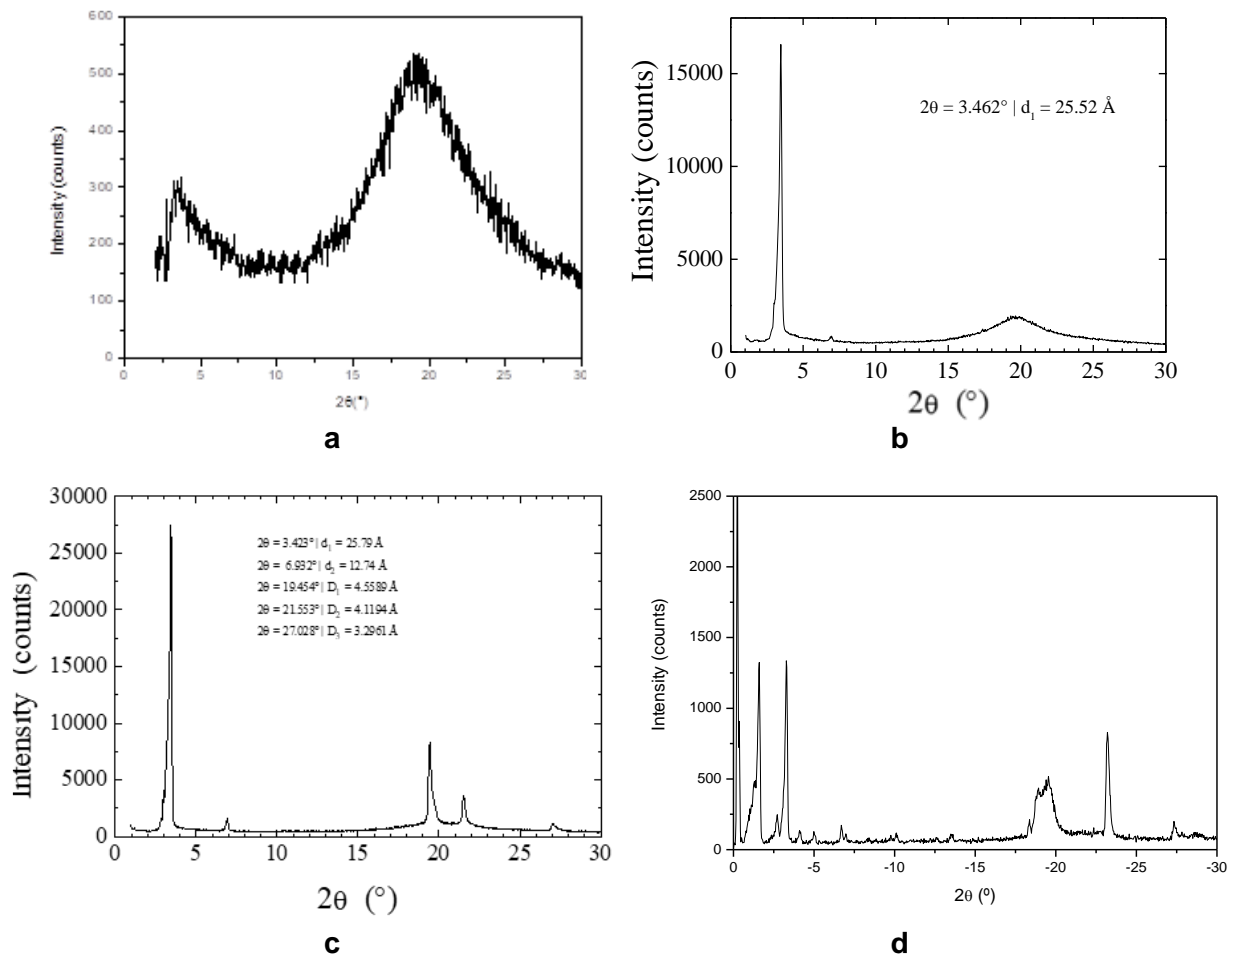 600
500
400
300
200
100
0
0 5 10 15 20 25 30
Intensity (counts)
2θ(°)
a
15000
10000
5000
0
0 5 10 15 20 25 30
Intensity (counts)
2θ = 3.462° | d1 = 25.52 Å
2θ (°)
b
30000
25000
20000
15000
10000
5000
0
0 5 10 15 20 25 30
Intensity (counts)
2θ = 3.423° | d1 = 25.79 Å
2θ = 6.932° | d2 = 12.74 Å
2θ = 19.454° | D1 = 4.5589 Å
2θ = 21.553° | D2 = 4.1194 Å
2θ = 27.028° | D3 = 3.2961 Å
2θ (°)
c
2500
2000
1500
1000
500
0
0 -5 -10 -15 -20 -25 -30
Intensity (counts)
2θ (º)
d